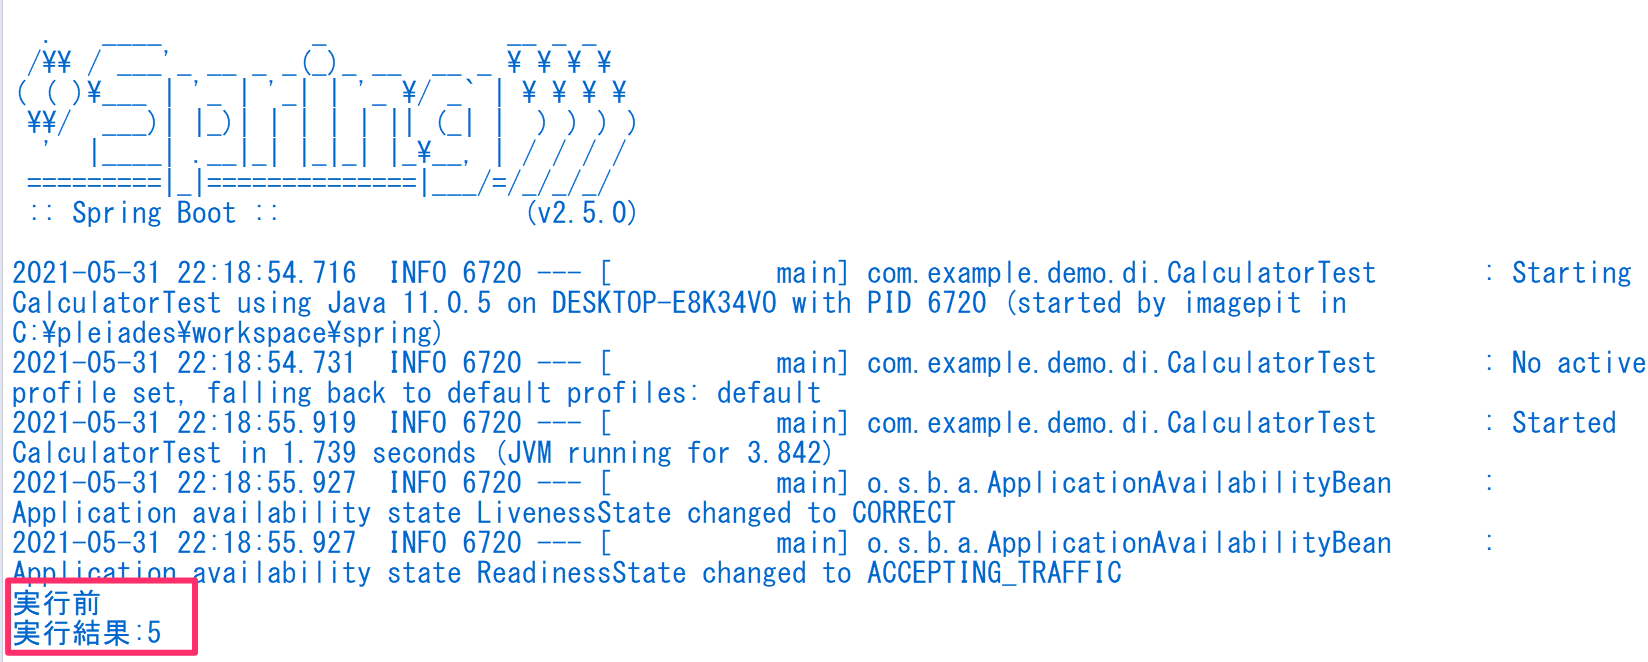 .   ____          _            __ _ _
 /¥¥ / ___'_ __ _ _(_)_ __  __ _ ¥ ¥ ¥ ¥
( ( )¥___ | '_ | '_| | '_ ¥/ _` | ¥ ¥ ¥ ¥
 ¥¥/  ___)| |_)| | | | | || (_| |  ) ) ) )
  '  |____| .__|_| |_|_| |_¥__, | / / / /
 =========|_|==============|___/=/_/_/_/
 :: Spring Boot ::                (v2.5.0)
2021-05-31 22:18:54.716  INFO 6720 --- [           main] com.example.demo.di.CalculatorTest       : Starting
CalculatorTest using Java 11.0.5 on DESKTOP-E8K34VO with PID 6720 (started by imagepit in
C:¥pleiades¥workspace¥spring)
2021-05-31 22:18:54.731  INFO 6720 --- [           main] com.example.demo.di.CalculatorTest       : No active
profile set, falling back to default profiles: default
2021-05-31 22:18:55.919  INFO 6720 --- [           main] com.example.demo.di.CalculatorTest       : Started
CalculatorTest in 1.739 seconds (JVM running for 3.842)
2021-05-31 22:18:55.927  INFO 6720 --- [           main] o.s.b.a.ApplicationAvailabilityBean      :
Application availability state LivenessState changed to CORRECT
2021-05-31 22:18:55.927  INFO 6720 --- [           main] o.s.b.a.ApplicationAvailabilityBean      :
Application availability state ReadinessState changed to ACCEPTING_TRAFFIC
実行前
実行結果:5